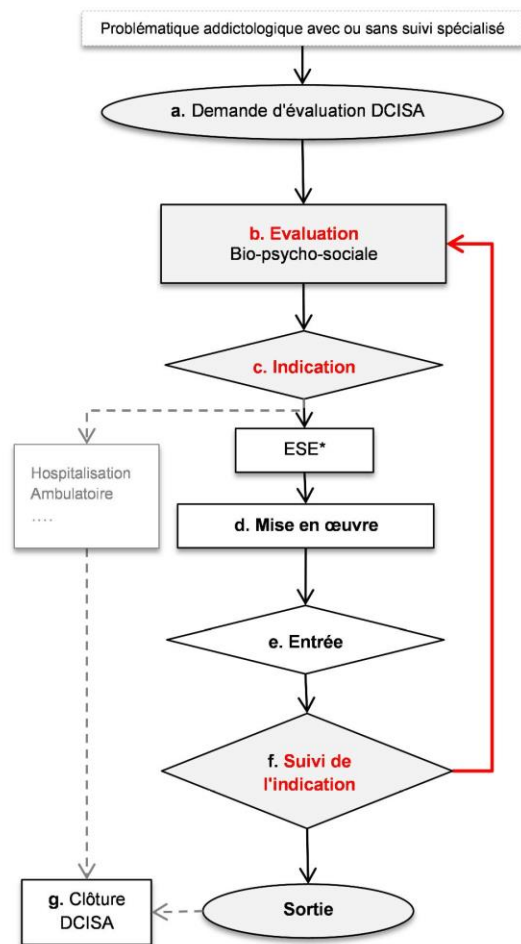 Problématique addictologique avec ou sans suivi spécialisé
a. Demande d'évaluation DCISA
b. Evaluation
Bio-psycho-sociale
c. Indication
ESE*
Hospitalisation
Ambulatoire
....
d. Mise en œuvre
e. Entrée
f. Suivi de
l'indication
g. Clôture
DCISA
Sortie